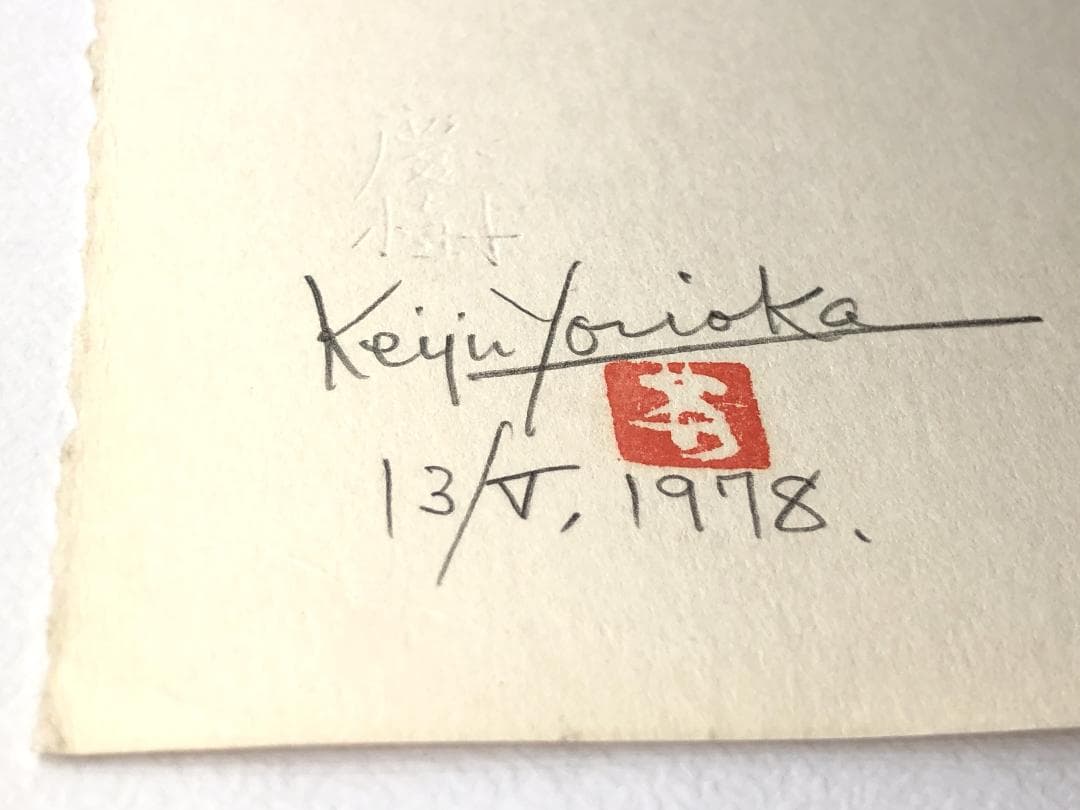 Keiju Yorioka
13/V, 1978.